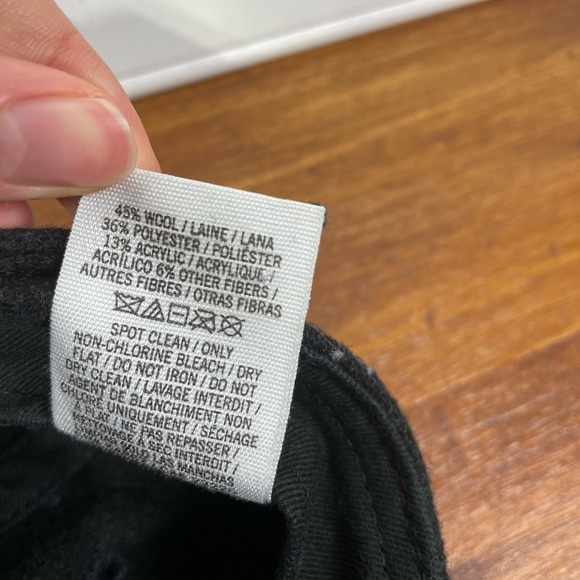 45% WOOL / LAINE / LANA
36% POLYESTER / POLIÉSTER
13% ACRYLIC / ACRYLIQUE /
ACRÍLICO 6% OTHER FIBERS /
AUTRES FIBRES / OTRAS FIBRAS
SPOT CLEAN / ONLY
NON-CHLORINE BLEACH / DRY
FLAT / DO NOT IRON / DO NOT
DRY CLEAN / LAVAGE INTERDIT /
AGENT DE BLANCHIMENT NON
CHLORÉ UNIQUEMENT / SÉCHAGE
À PLAT / NE PAS REPASSER /
NETTOYAGE À SEC INTERDIT /
LAS MANCHAS